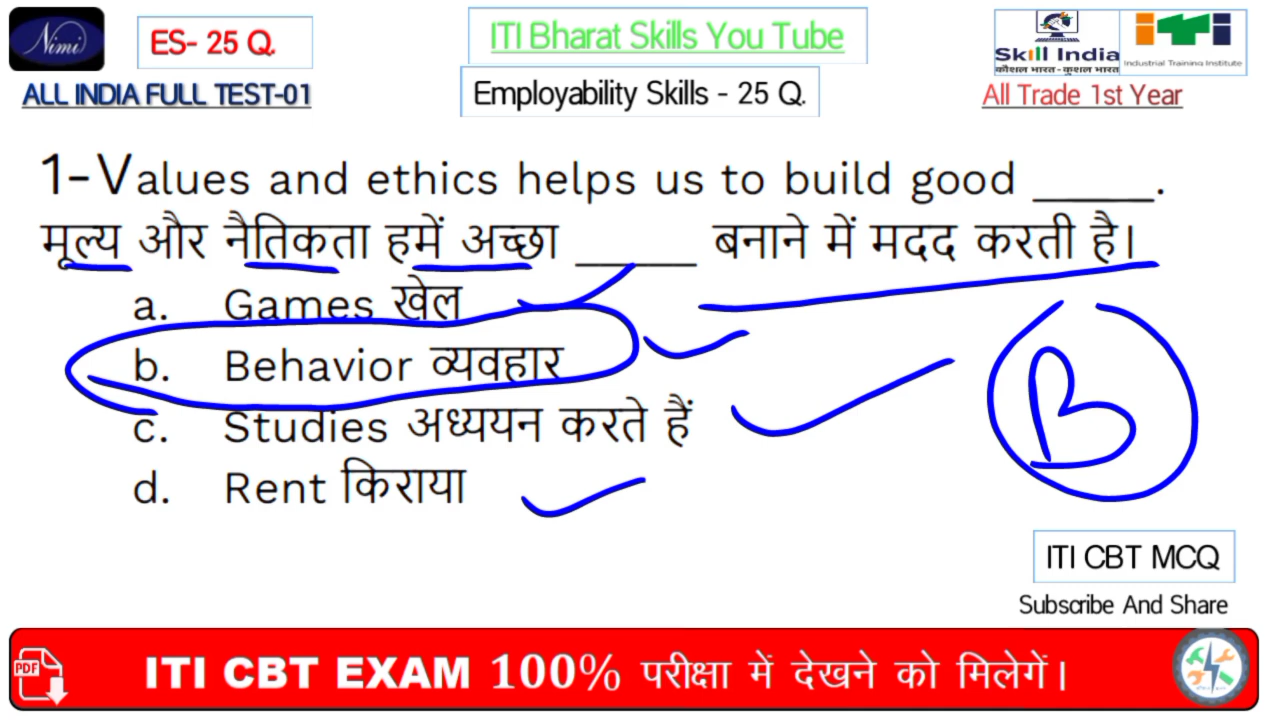 Nimi
ES- 25 Q.
ALL INDIA FULL TEST-01
ITI Bharat Skills You Tube
Employability Skills - 25 Q.
Skill India
कौशल भारत-कुशल भारत
iTi
Industrial Training Institute
All Trade 1st Year
1-Values and ethics helps us to build good _____.
मूल्य और नैतिकता हमें अच्छा _____ बनाने में मदद करती है।
a. Games खेल
b. Behavior व्यवहार
c. Studies अध्ययन करते हैं
d. Rent किराया
B
ITI CBT MCQ
Subscribe And Share
PDF
ITI CBT EXAM 100% परीक्षा में देखने को मिलेगें।